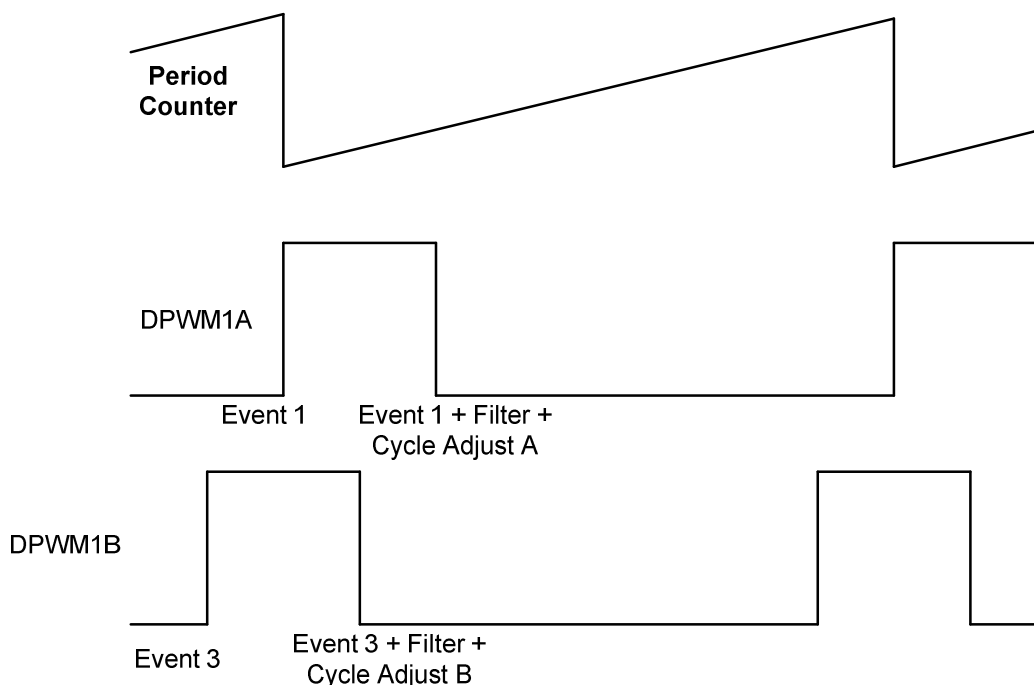 Period
Counter
DPWM1A
Event 1
Event 1 + Filter +
Cycle Adjust A
DPWM1B
Event 3
Event 3 + Filter +
Cycle Adjust B